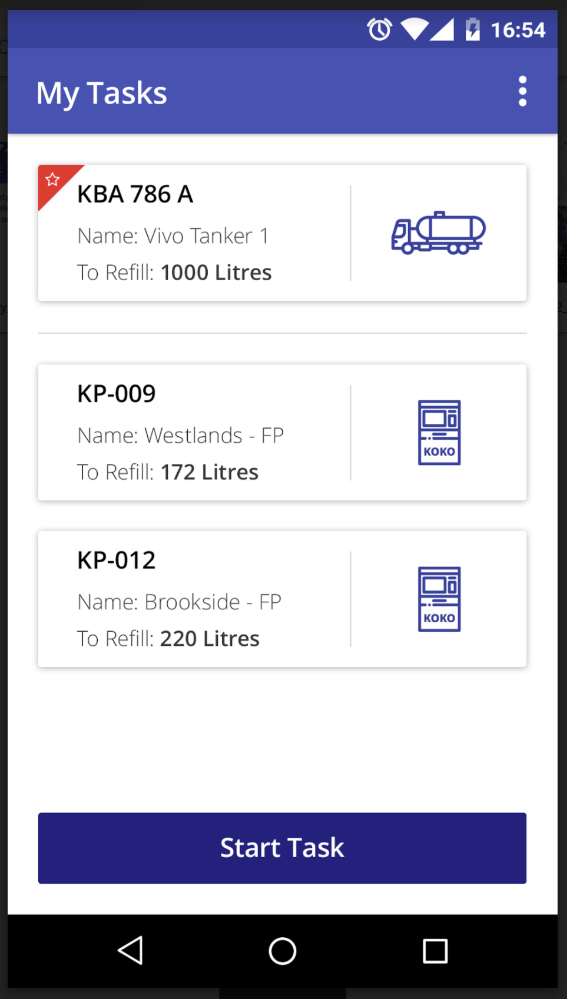 16:54
My Tasks
KBA 786 A
Name: Vivo Tanker 1
To Refill: 1000 Litres
KP-009
Name: Westlands - FP
To Refill: 172 Litres
KOKO
KP-012
Name: Brookside - FP
To Refill: 220 Litres
KOKO
Start Task